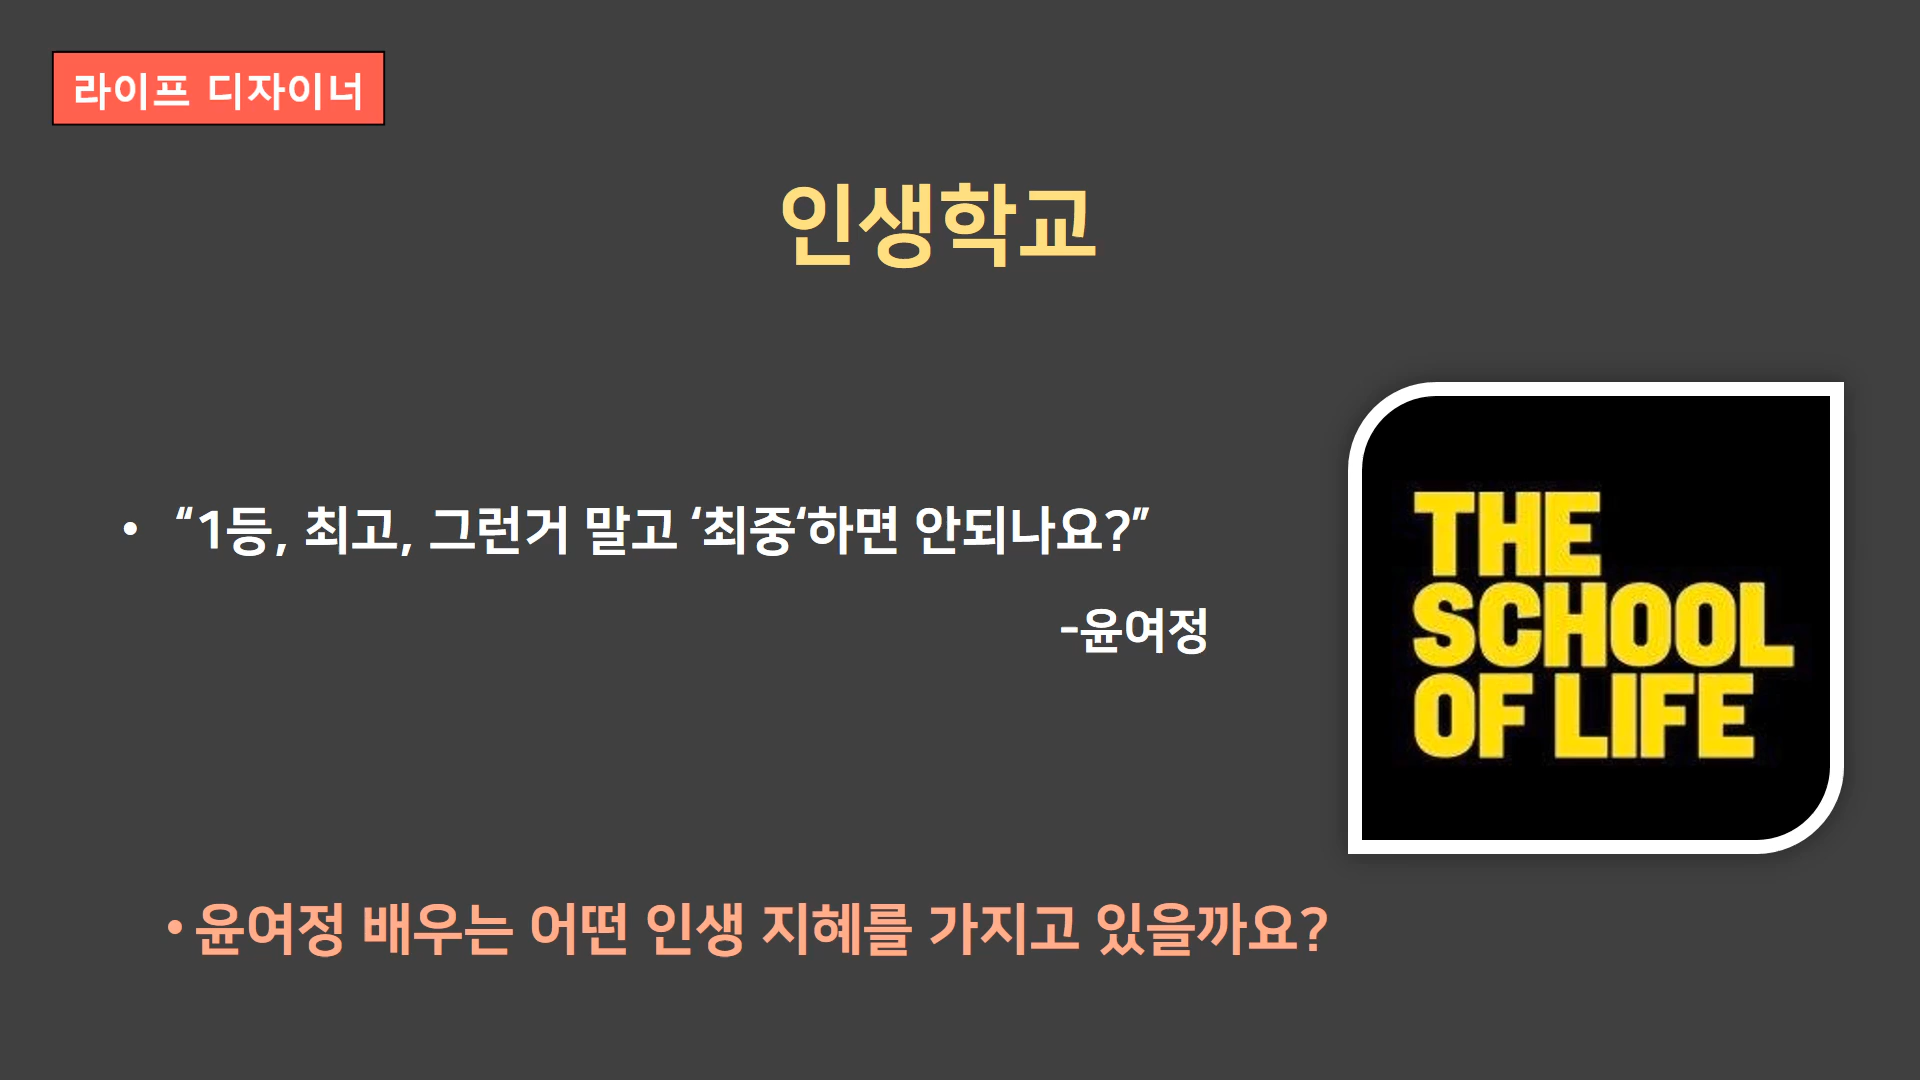 라이프 디자이너
인생학교
• “1등, 최고, 그런거 말고 ‘최중‘하면 안되나요?”
-윤여정
THE
SCHOOL
OF LIFE
• 윤여정 배우는 어떤 인생 지혜를 가지고 있을까요?